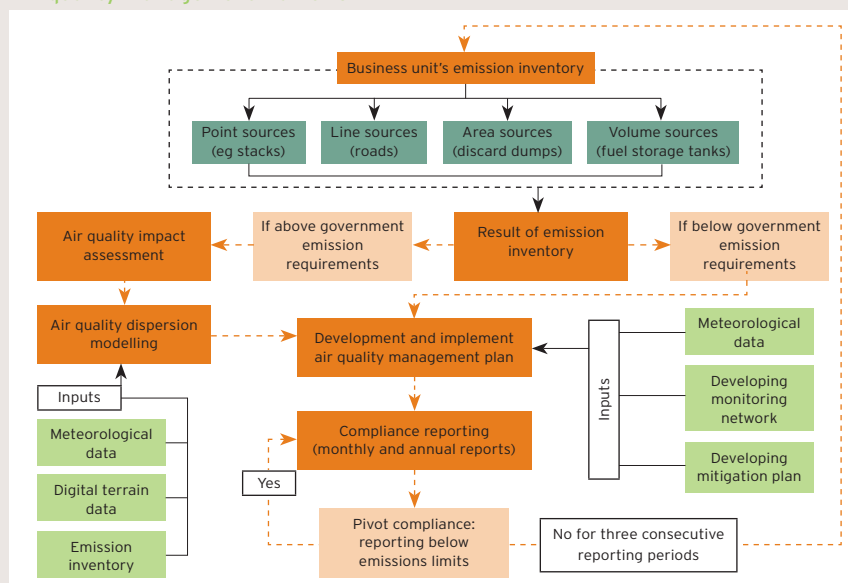 Business unit's emission inventory
Point sources
(eg stacks)
Line sources
(roads)
Area sources
(discard dumps)
Volume sources
(fuel storage tanks)
Air quality impact
assessment
If above government
emission
requirements
Result of emission
inventory
If below government
emission
requirements
Air quality dispersion
modelling
Development and implement
air quality management plan
Meteorological
data
Inputs
Inputs
Developing
monitoring
network
Compliance reporting
(monthly and annual reports)
Meteorological
data
Developing
mitigation plan
Yes
Digital terrain
data
Pivot compliance:
reporting below
emissions limits
No for three consecutive
reporting periods
Emission
inventory